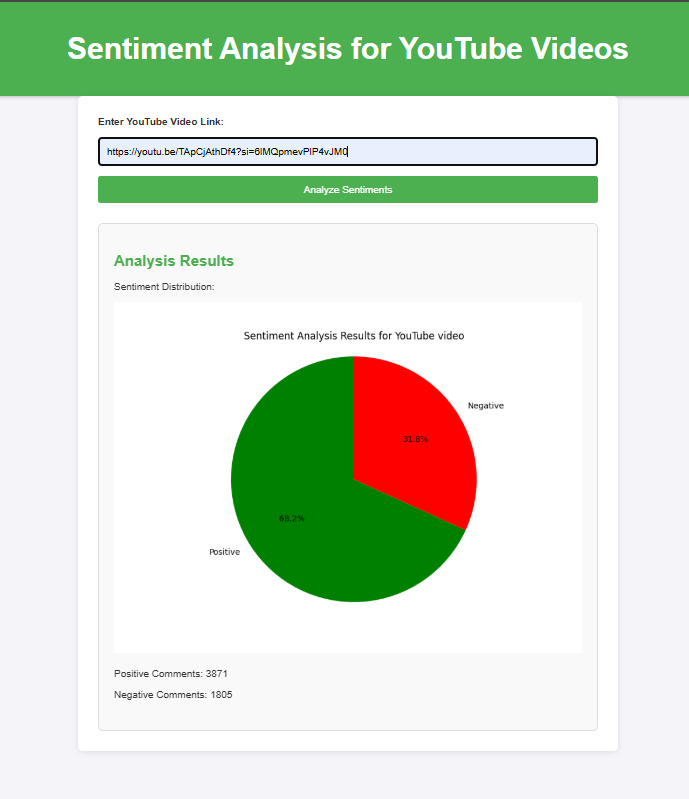 Sentiment Analysis for YouTube Videos
Enter YouTube Video Link:
https://youtu.be/TApCjAthDf4?si=6lMQpmevPlP4vJM0
Analyze Sentiments
Analysis Results
Sentiment Distribution:
Sentiment Analysis Results for YouTube video
Negative
31.8%
68.2%
Positive
Positive Comments: 3871
Negative Comments: 1805